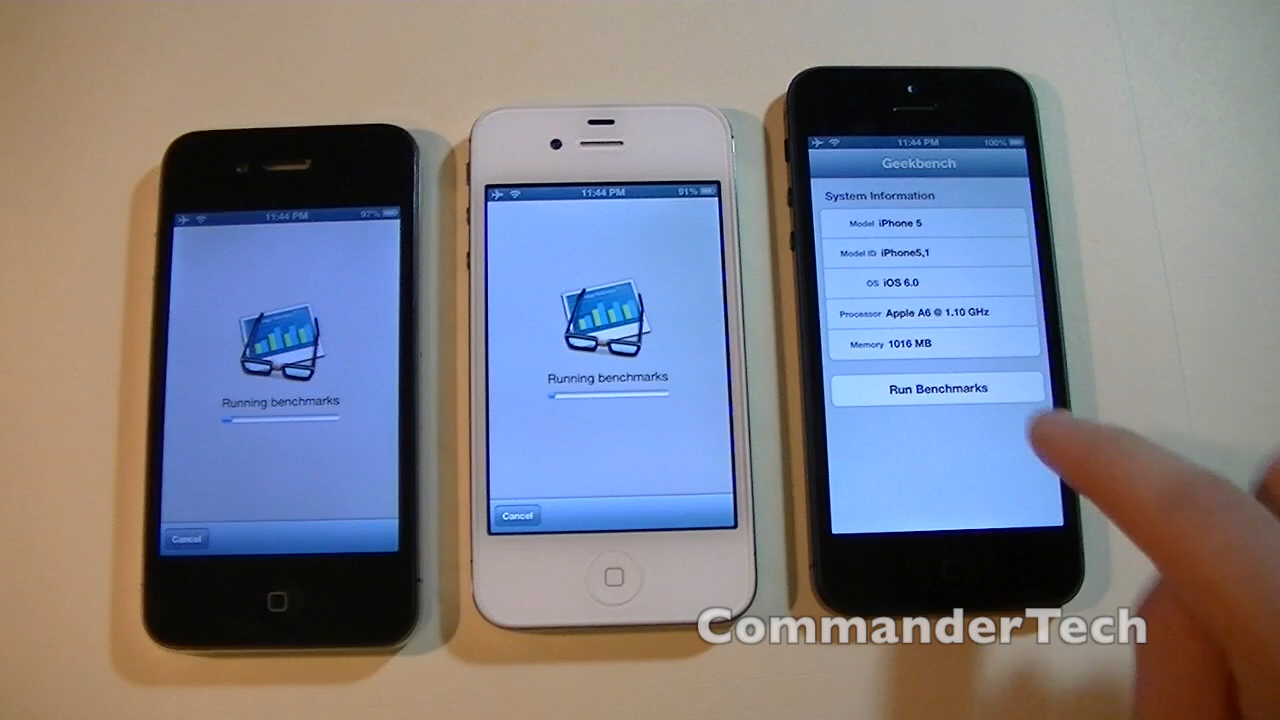 11:44 PM 97%
Running benchmarks
Cancel
11:44 PM 91%
Running benchmarks
Cancel
11:44 PM 100%
Geekbench
System Information
Model iPhone 5
Model ID iPhone5,1
OS iOS 6.0
Processor Apple A6 @ 1.10 GHz
Memory 1016 MB
Run Benchmarks
CommanderTech